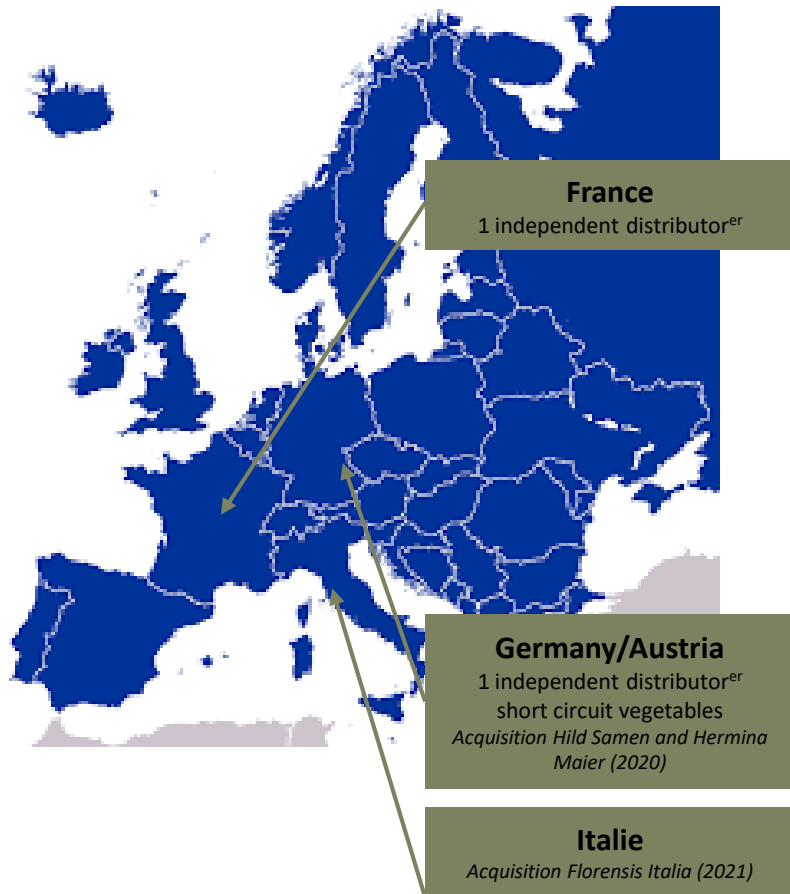 France
1 independent distributorer
Germany/Austria
1 independent distributorer
short circuit vegetables
Acquisition Hild Samen and Hermina
Maier (2020)
Italie
Acquisition Florensis Italia (2021)